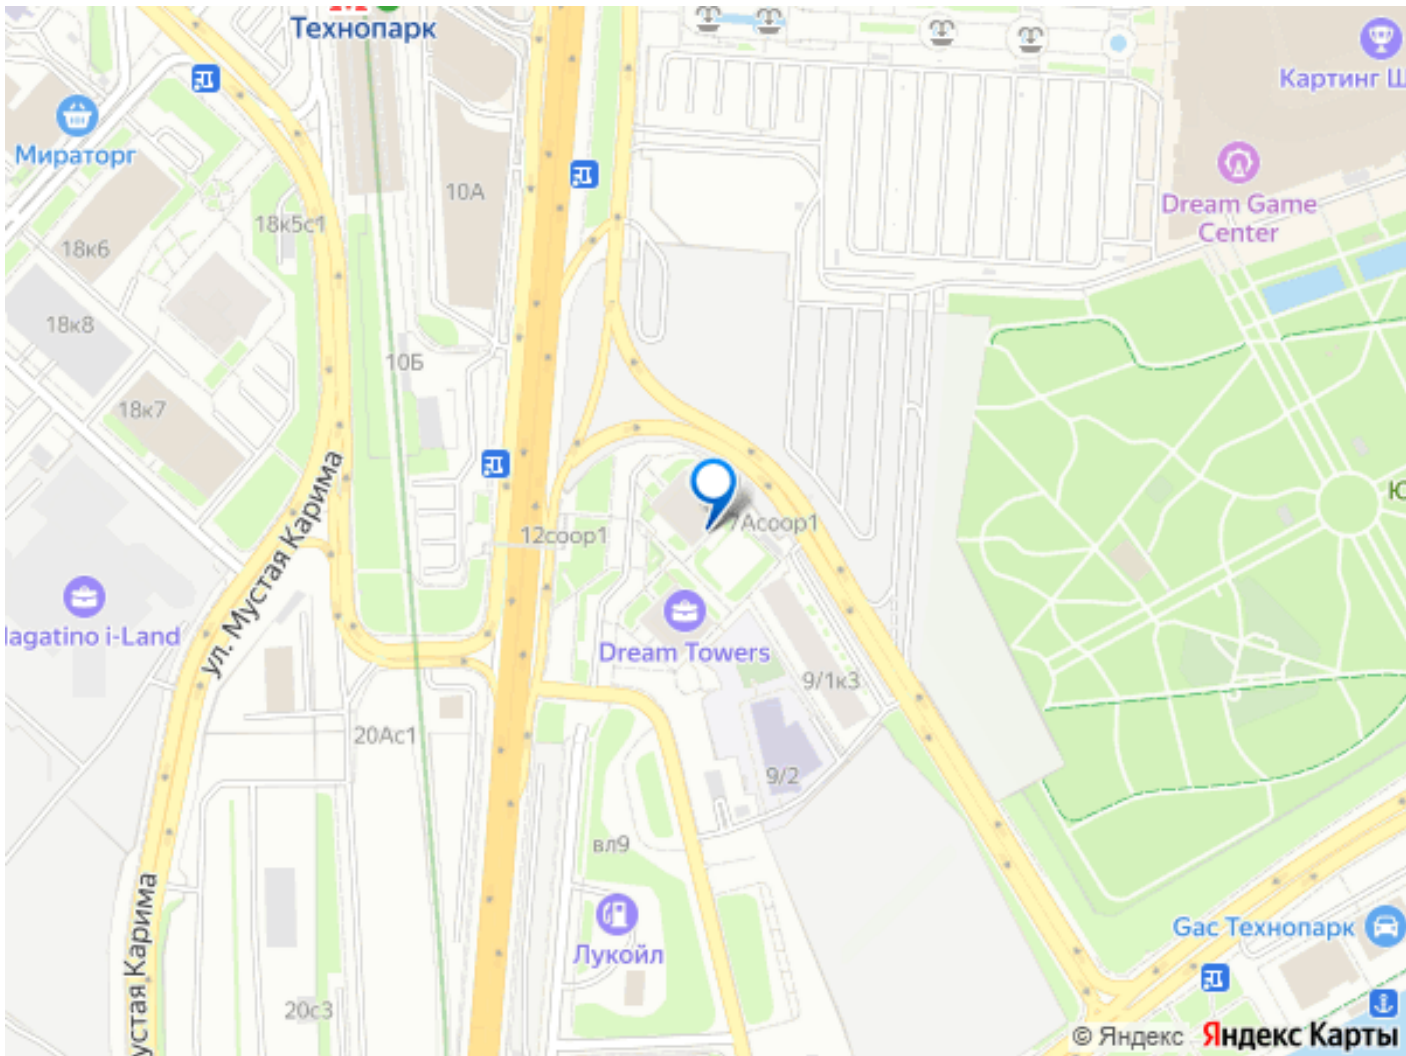 Технопарк
Картинг Ш
Мираторг
10А
Dream Game
Center
18к5с1
18к6
18к8
10Б
18к7
ул. Мустая Карима
7Асоор1
12соор1
Ю
lagatino i-Land
Dream Towers
9/1к3
20Ас1
9/2
вл9
устая Карима
Лукойл
Gac Технопарк
20с3
© Яндекс Яндекс Карты